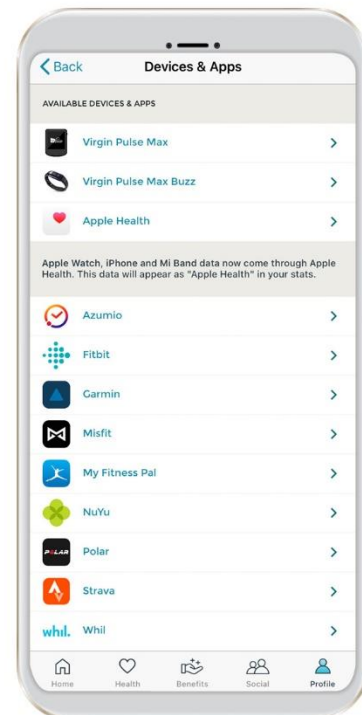 Back
Devices & Apps
AVAILABLE DEVICES & APPS
Virgin Pulse Max
Virgin Pulse Max Buzz
Apple Health
Apple Watch, iPhone and Mi Band data now come through Apple
Health. This data will appear as "Apple Health" in your stats.
Azumio
Fitbit
Garmin
Misfit
My Fitness Pal
NuYu
POLAR Polar
Strava
whil. Whil
Home Health Benefits Social Profile